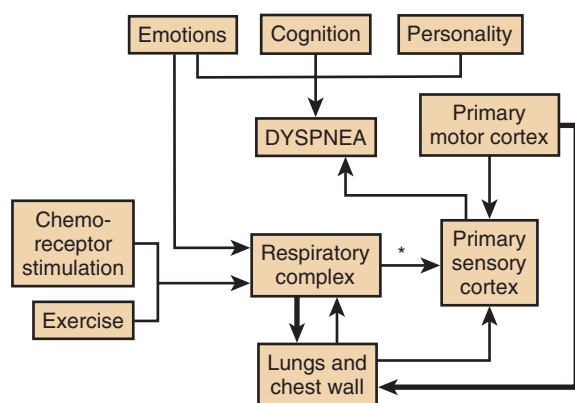 Emotions
Cognition
Personality
DYSPNEA
Primary
motor cortex
Chemo-
receptor
stimulation
Exercise
Respiratory
complex
*
Primary
sensory
cortex
Lungs and
chest wall